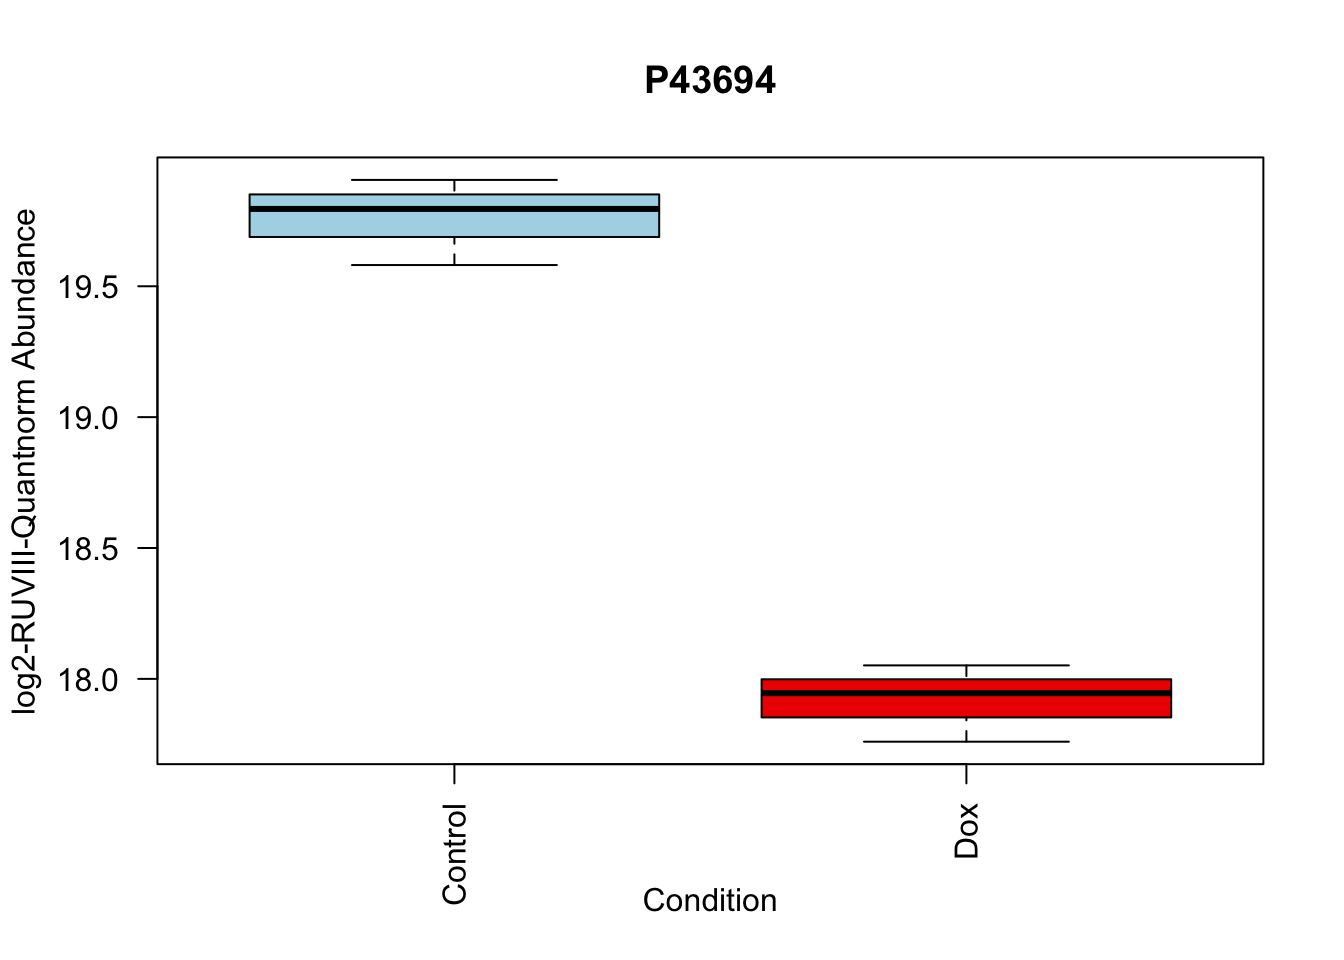 P43694
log2-RUVIII-Quantnorm Abundance
19.5
19.0
18.5
18.0
Control
Dox
Condition